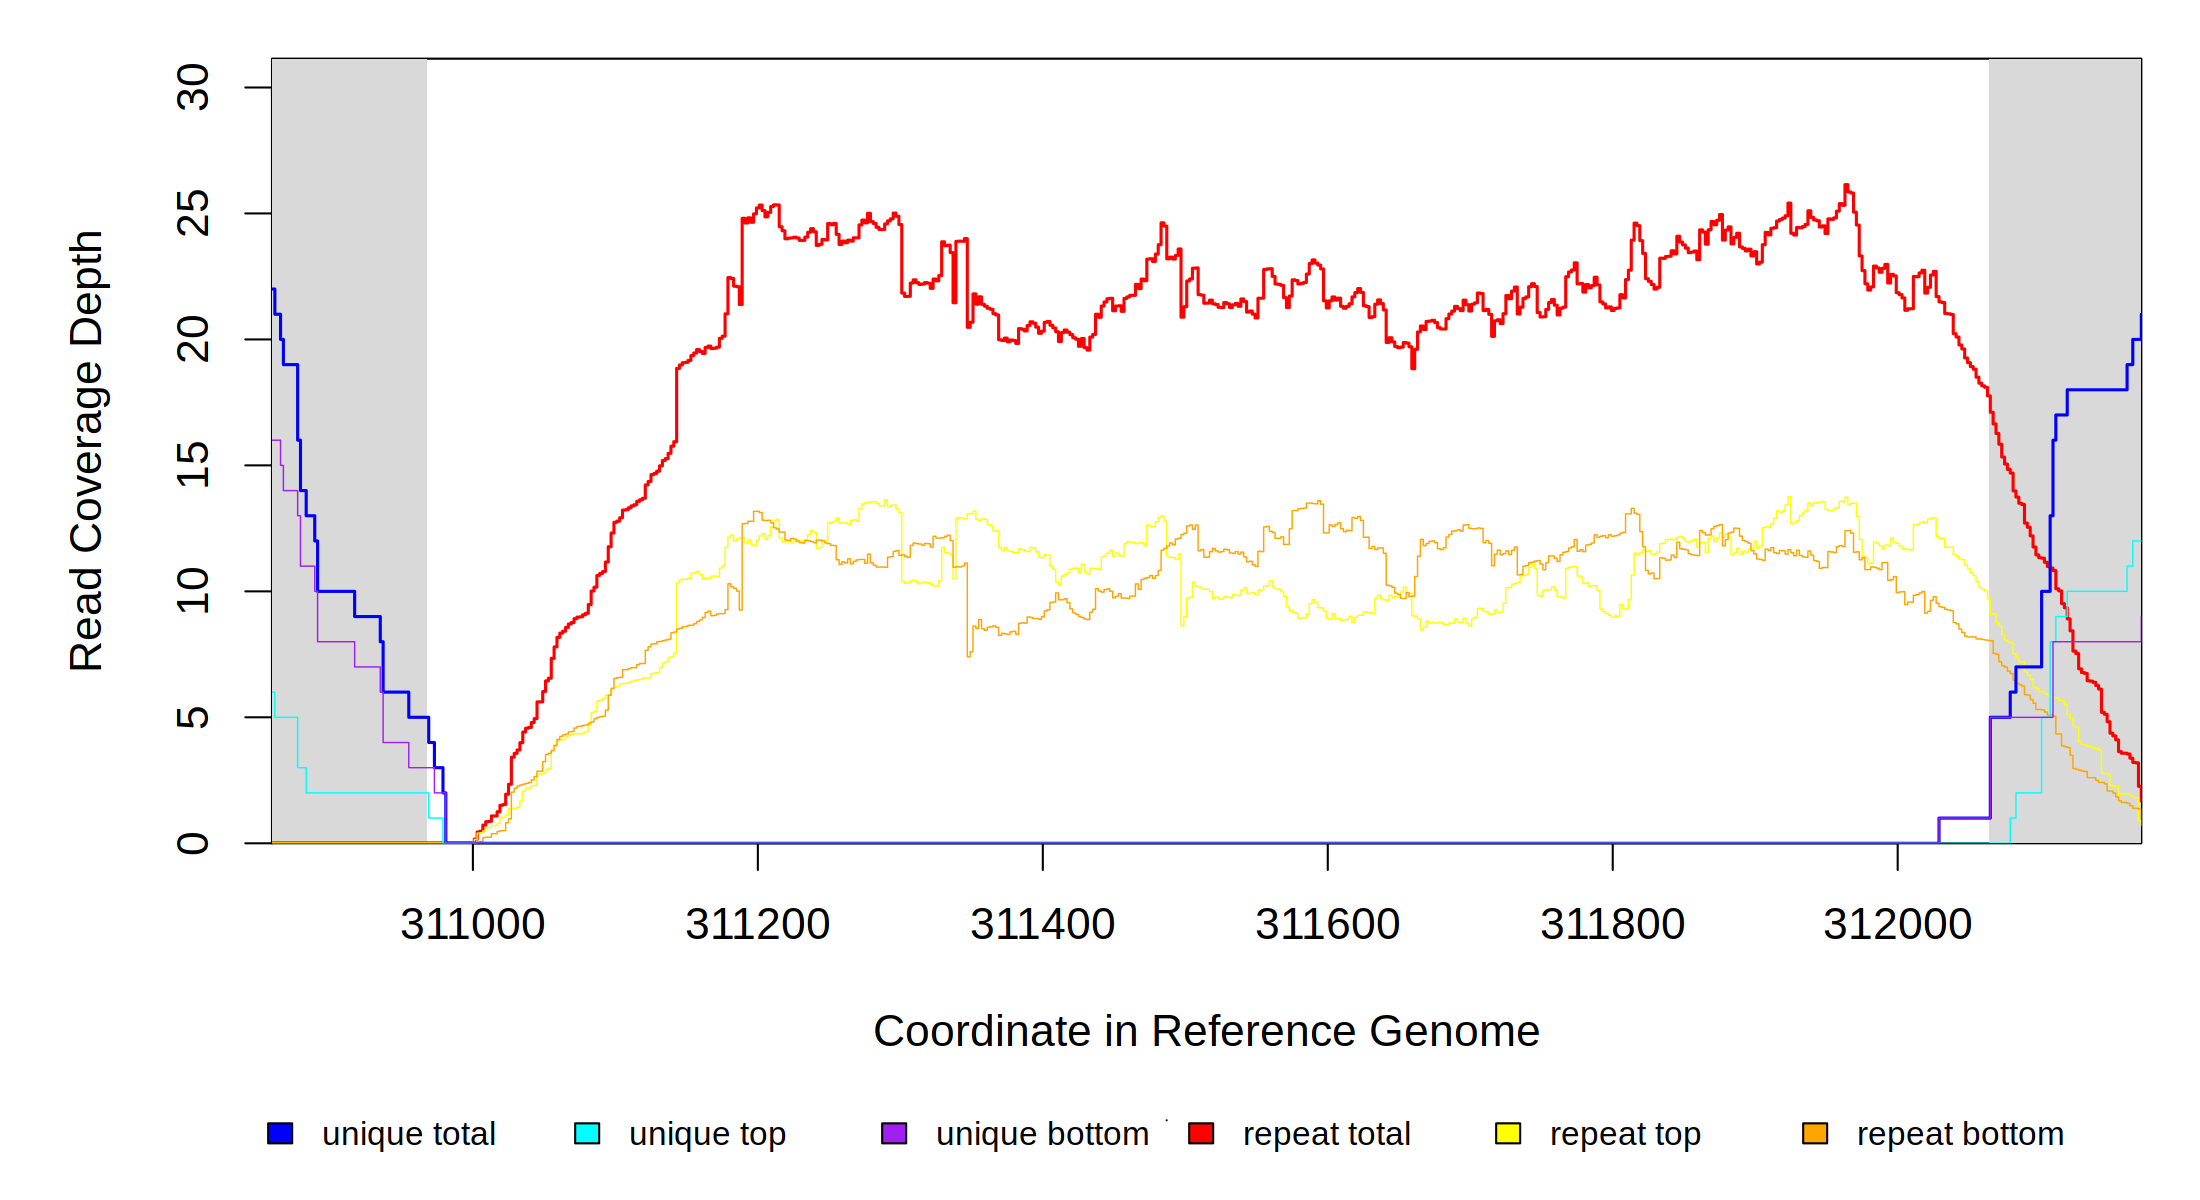 30
25
20
15
10
5
0
Read Coverage Depth
311000 311200 311400 311600 311800 312000
Coordinate in Reference Genome
unique total unique top unique bottom repeat total repeat top repeat bottom